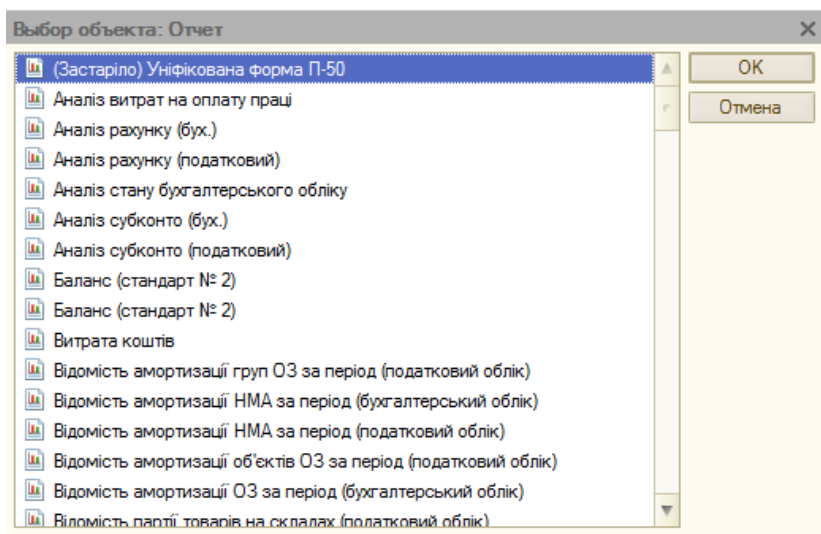 Выбор объекта: Отчет
(Застаріло) Уніфікована форма П-50
Аналіз витрат на оплату праці
Аналіз рахунку (бух.)
Аналіз рахунку (податковий)
Аналіз стану бухгалтерського обліку
Аналіз субконто (бух.)
Аналіз субконто (податковий)
Баланс (стандарт № 2)
Баланс (стандарт № 2)
Витрата коштів
Відомість амортизації груп ОЗ за період (податковий облік)
Відомість амортизації НМА за період (бухгалтерський облік)
Відомість амортизації НМА за період (податковий облік)
Відомість амортизації об'єктів ОЗ за період (податковий облік)
Відомість амортизації ОЗ за період (бухгалтерський облік)
Відомість партії товарів на складах (податковий облік)
OK
Отмена